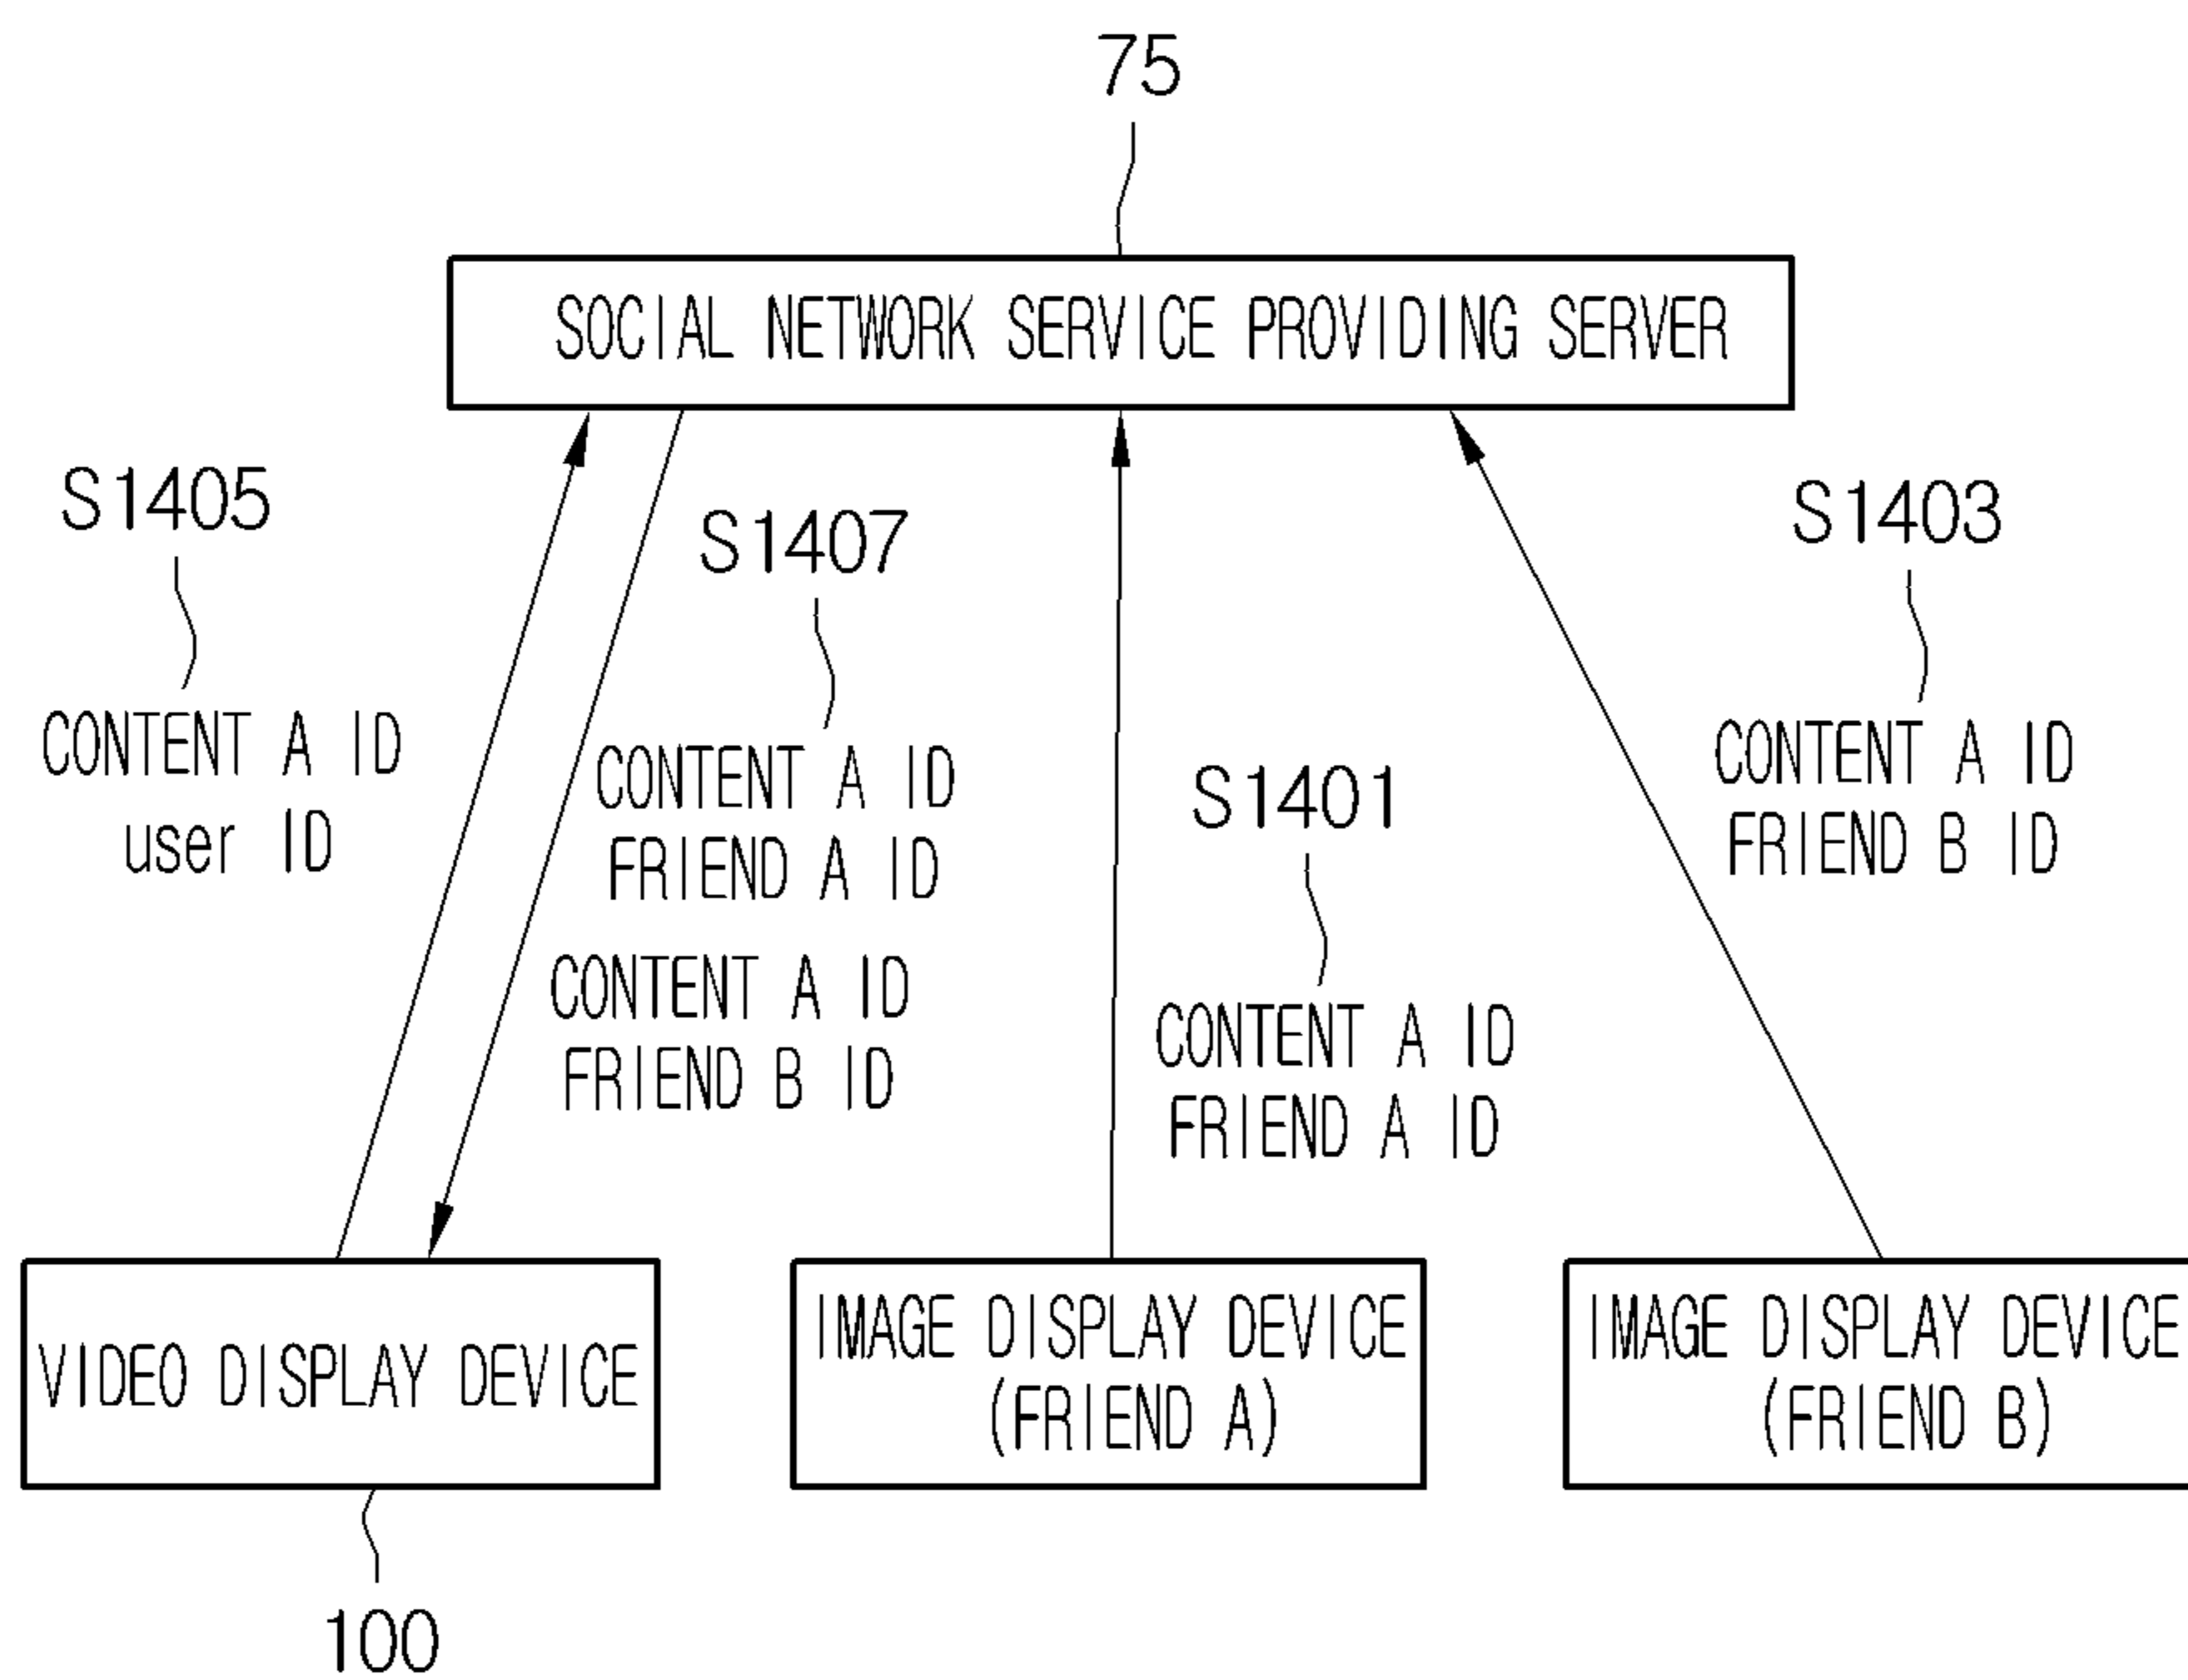 75
SOCIAL NETWORK SERVICE PROVIDING SERVER
S1405
CONTENT A ID
user ID
S1407
CONTENT A ID
FRIEND A ID
CONTENT A ID
FRIEND B ID
S1401
CONTENT A ID
FRIEND A ID
S1403
CONTENT A ID
FRIEND B ID
VIDEO DISPLAY DEVICE
IMAGE DISPLAY DEVICE
(FRIEND A)
IMAGE DISPLAY DEVICE
(FRIEND B)
100